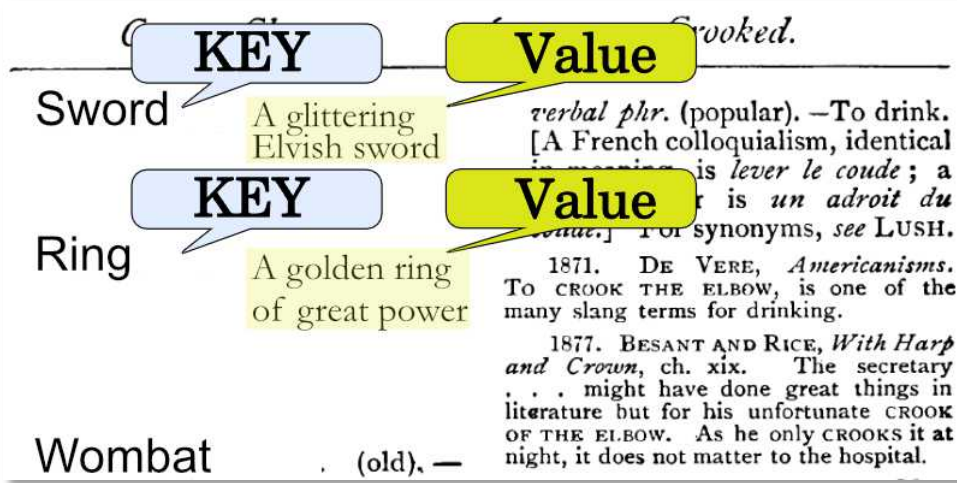 crooked.
KEY
Value
Sword
A glittering
Elvish sword
KEY
Value
Ring
A golden ring
of great power
Wombat
(old). —
verbal phr. (popular). —To drink.
[A French colloquialism, identical
in meaning, is lever le coude ; a
is un adroit du
coude.] For synonyms, see LUSH.
1871. DE VERE, Americanisms.
To CROOK THE ELBOW, is one of the
many slang terms for drinking.
1877. BESANT AND RICE, With Harp
and Crown, ch. xix. The secretary
. . . might have done great things in
literature but for his unfortunate CROOK
OF THE ELBOW. As he only CROOKS it at
night, it does not matter to the hospital.